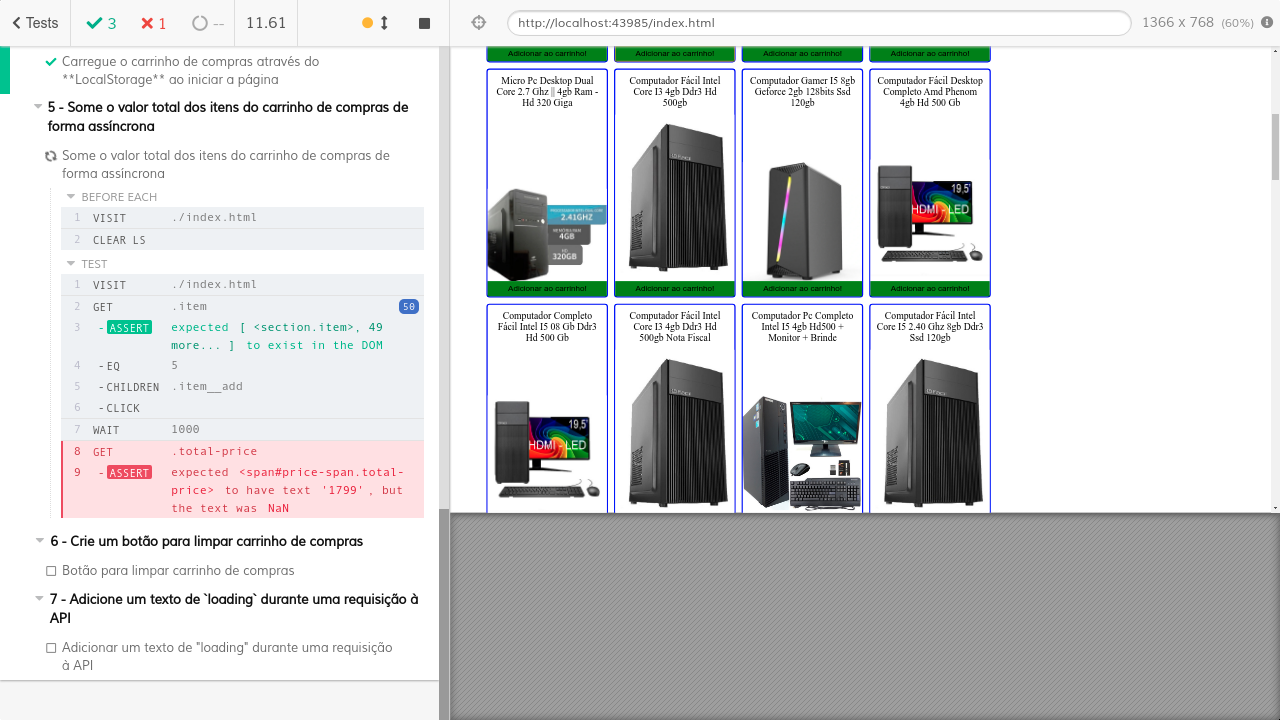 Tests
3
1
--
11.61
http://localhost:43985/index.html
1366 x 768 (60%)
Carregue o carrinho de compras através do
**LocalStorage** ao iniciar a página
5 - Some o valor total dos itens do carrinho de compras de
forma assíncrona
Some o valor total dos itens do carrinho de compras de
forma assíncrona
BEFORE EACH
1 VISIT ./index.html
2 CLEAR LS
TEST
1 VISIT ./index.html
2 GET .item 50
3 -ASSERT expected [ <section.item>, 49
more... ] to exist in the DOM
4 -EQ 5
5 -CHILDREN .item__add
6 -CLICK
7 WAIT 1000
8 GET .total-price
9 -ASSERT expected <span#price-span.total-
price> to have text '1799', but
the text was NaN
6 - Crie um botão para limpar carrinho de compras
Botão para limpar carrinho de compras
7 - Adicione um texto de `loading` durante uma requisição à
API
Adicionar um texto de "loading" durante uma requisição
à API
Adicionar ao carrinho!
Adicionar ao carrinho!
Adicionar ao carrinho!
Adicionar ao carrinho!
Micro Pc Desktop Dual
Core 2.7 Ghz || 4gb Ram -
Hd 320 Giga
2.41GHZ
4GB
320GB
Adicionar ao carrinho!
Computador Fácil Intel
Core I3 4gb Ddr3 Hd
500gb
Adicionar ao carrinho!
Computador Gamer I5 8gb
Geforce 2gb 128bits Ssd
120gb
Adicionar ao carrinho!
Computador Fácil Desktop
Completo Amd Phenom
4gb Hd 500 Gb
19,5'
HDMI - LED
Adicionar ao carrinho!
Computador Completo
Fácil Intel I5 08 Gb Ddr3
Hd 500 Gb
19,5'
HDMI - LED
Computador Fácil Intel
Core I3 4gb Ddr3 Hd
500gb Nota Fiscal
Computador Pc Completo
Intel I5 4gb Hd500 +
Monitor + Brinde
Computador Fácil Intel
Core I5 2.40 Ghz 8gb Ddr3
Ssd 120gb